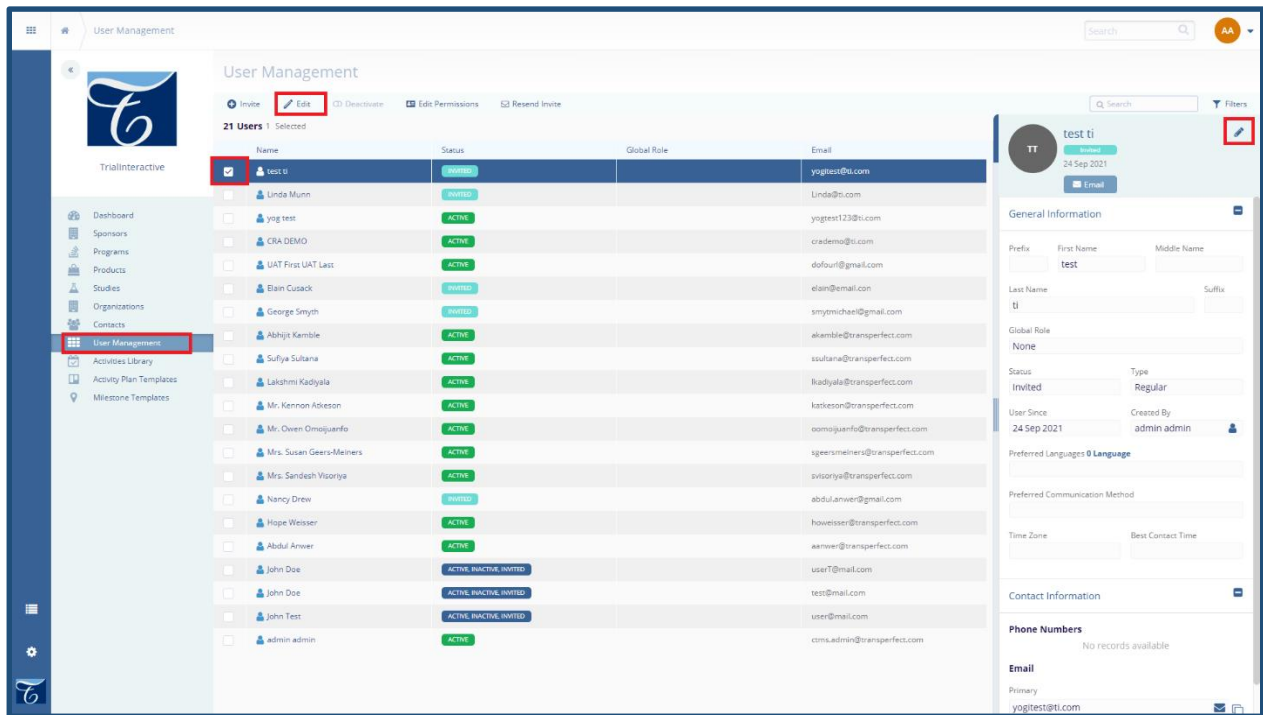 User Management
Search
AA
User Management
Invite Edit Deactivate Edit Permissions Resend Invite
Search Filters
21 Users 1 Selected
Name Status Global Role Email
test ti INVITED yogitest@ti.com
Linda Munn INVITED Linda@ti.com
yog test ACTIVE yogtest123@ti.com
CRA DEMO ACTIVE crademo@ti.com
UAT First UAT Last ACTIVE dofourl@gmail.com
Elain Cusack INVITED elain@email.con
George Smyth INVITED smytmichael@gmail.com
Abhijit Kamble ACTIVE akamble@transperfect.com
Sufiya Sultana ACTIVE ssultana@transperfect.com
Lakshmi Kadiyala ACTIVE lkadiyala@transperfect.com
Mr. Kennon Atkeson ACTIVE katkeson@transperfect.com
Mr. Owen Omoijuanfo ACTIVE oomoijuanfo@transperfect.com
Mrs. Susan Geers-Meiners ACTIVE sgeersmeiners@transperfect.com
Mrs. Sandesh Visoriya ACTIVE svisoriya@transperfect.com
Nancy Drew INVITED abdul.anwer@gmail.com
Hope Weisser ACTIVE howeisser@transperfect.com
Abdul Anwer ACTIVE aanwer@transperfect.com
John Doe ACTIVE, INACTIVE, INVITED userT@mail.com
John Doe ACTIVE, INACTIVE, INVITED test@mail.com
John Test ACTIVE, INACTIVE, INVITED user@mail.com
admin admin ACTIVE ctms.admin@transperfect.com
TrialInteractive
Dashboard
Sponsors
Programs
Products
Studies
Organizations
Contacts
User Management
Activities Library
Activity Plan Templates
Milestone Templates
TT
test ti
Invited
24 Sep 2021
Email
General Information
Prefix First Name Middle Name
test
Last Name Suffix
ti
Global Role
None
Status Type
Invited Regular
User Since Created By
24 Sep 2021 admin admin
Preferred Languages 0 Language
Preferred Communication Method
Time Zone Best Contact Time
Contact Information
Phone Numbers
No records available
Email
Primary
yogitest@ti.com